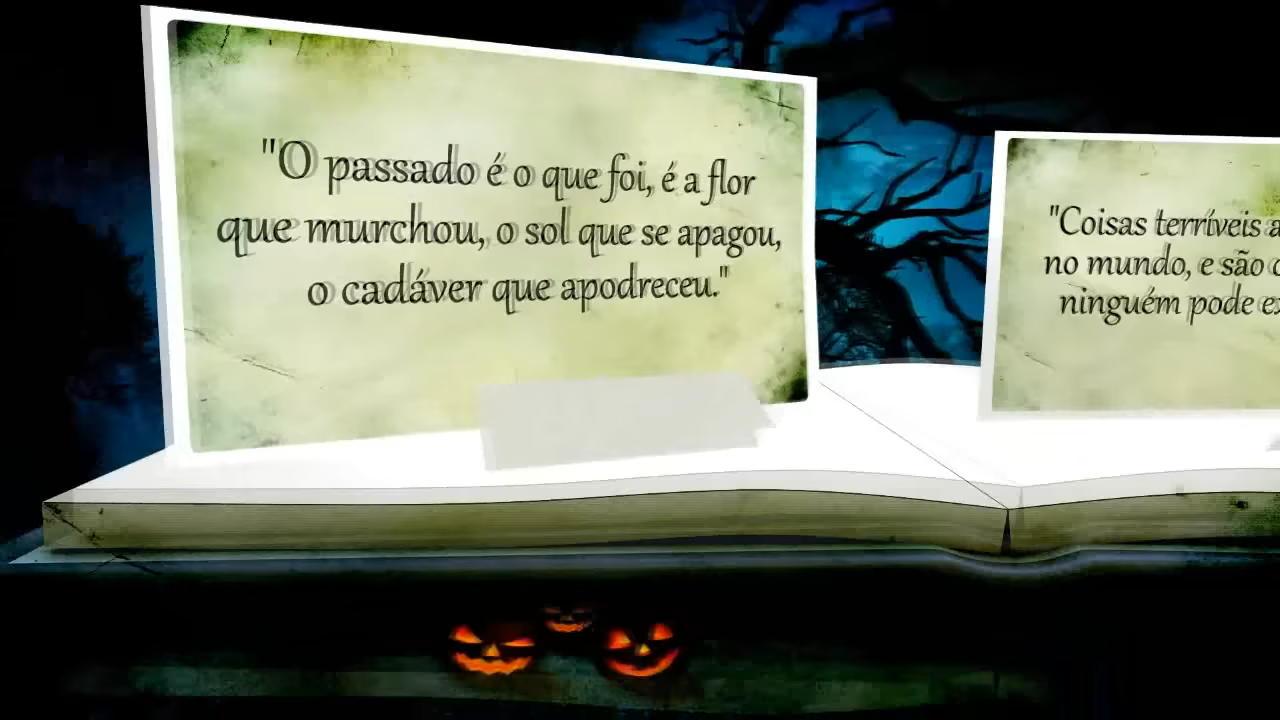 "O passado é o que foi, é a flor
que murchou, o sol que se apagou,
o cadáver que apodreceu."
"Coisas terríveis
no mundo, e são
ninguém pode